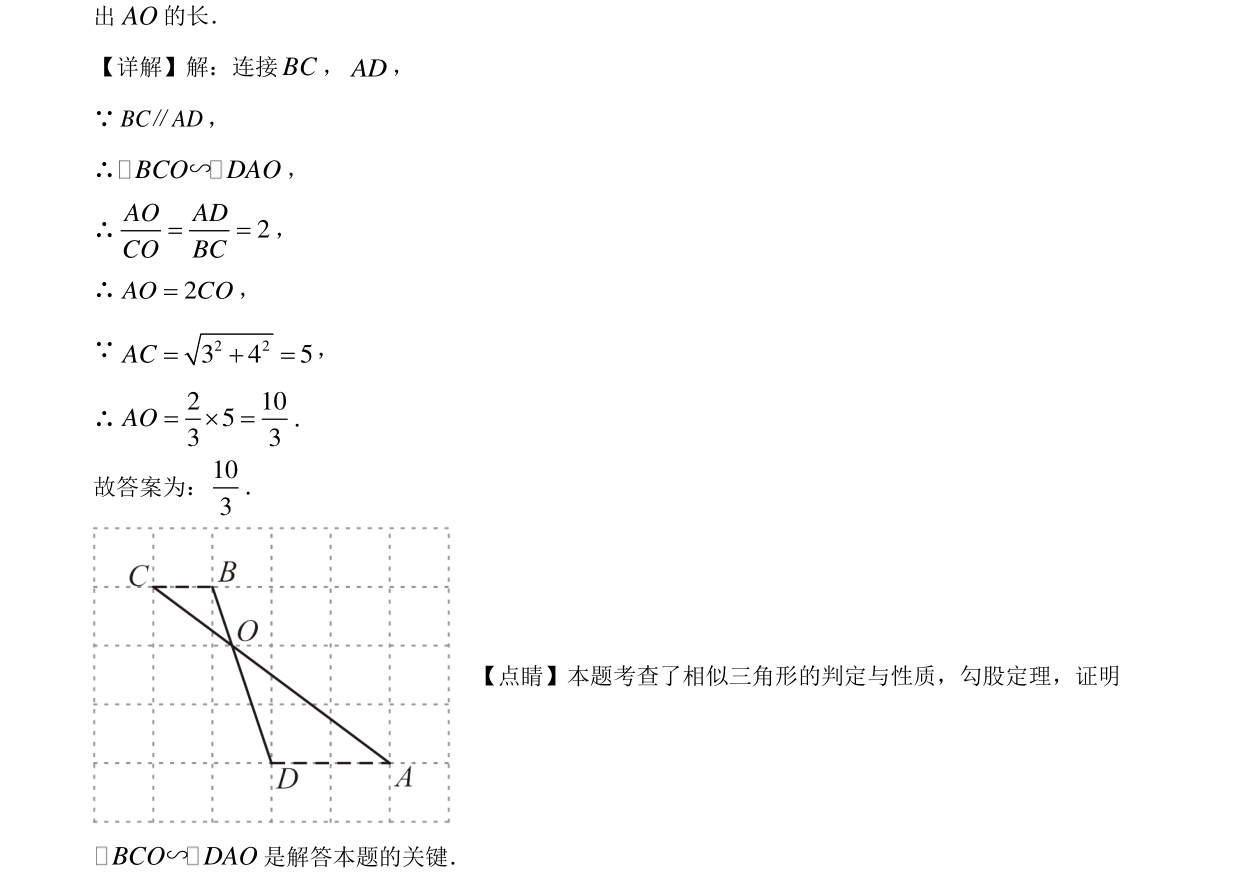 出 AO 的长．
【详解】解：连接 BC，AD，
∵ BC∥AD，
∴□BCO∽□DAO，
∴ AO/CO = AD/BC = 2，
∴ AO = 2CO，
∵ AC = √(3² + 4²) = 5，
∴ AO = 2/3 × 5 = 10/3．
故答案为：10/3．
C B
O
D A
【点睛】本题考查了相似三角形的判定与性质，勾股定理，证明
□BCO∽□DAO 是解答本题的关键．